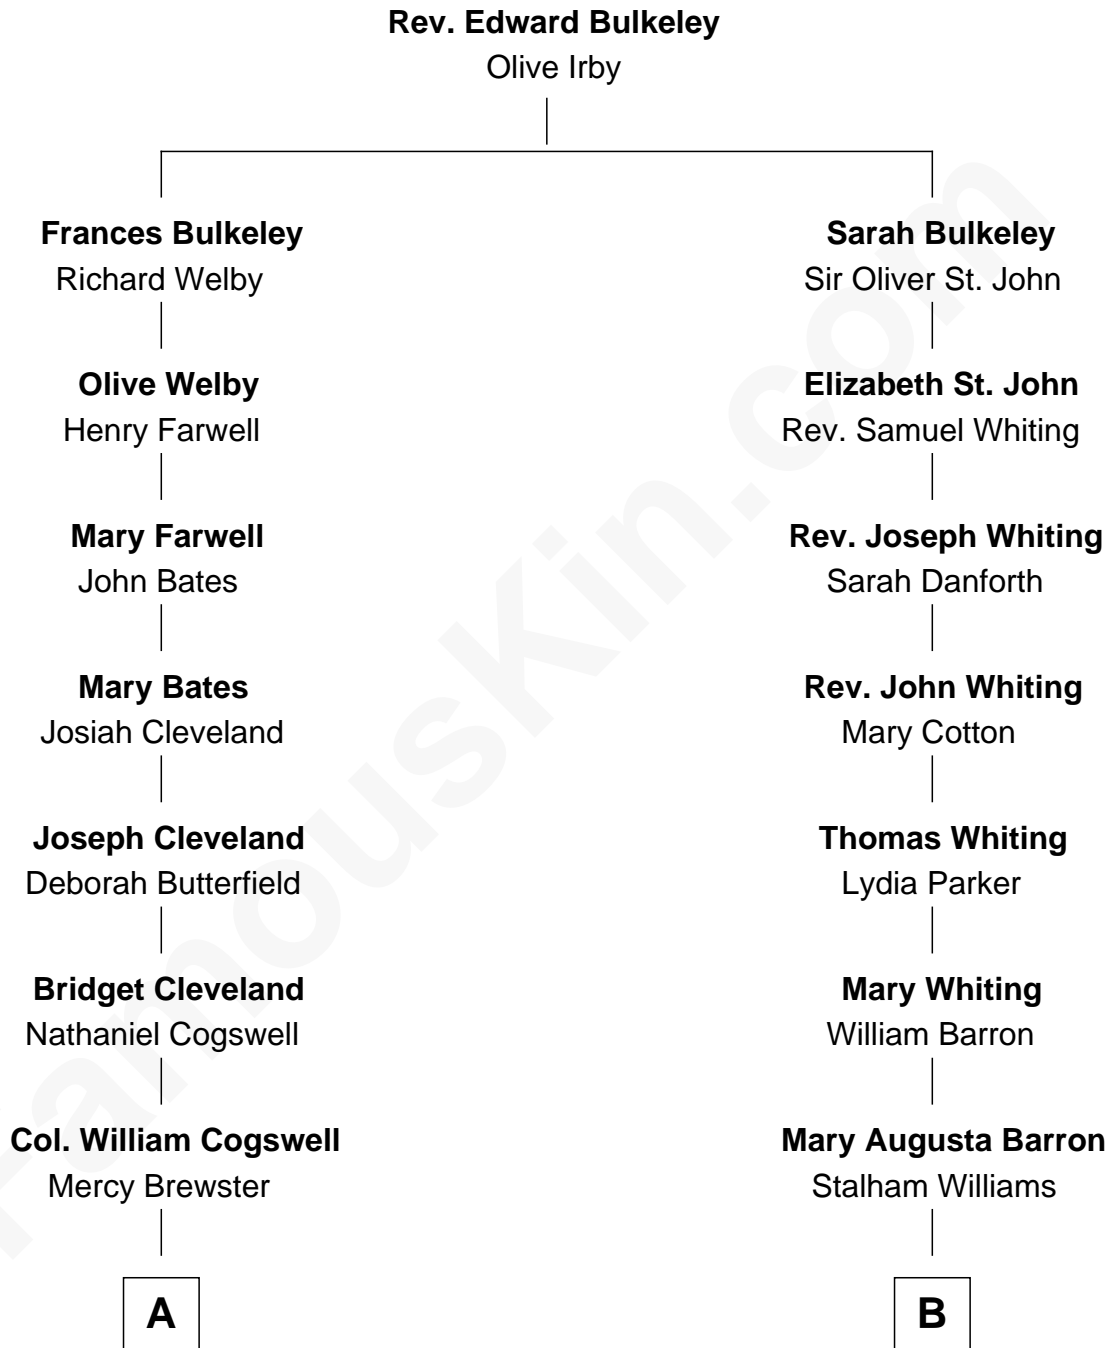 Rev. Edward Bulkeley
Olive Irby
Frances Bulkeley
Richard Welby
Sarah Bulkeley
Sir Oliver St. John
Olive Welby
Henry Farwell
Elizabeth St. John
Rev. Samuel Whiting
Mary Farwell
John Bates
Rev. Joseph Whiting
Sarah Danforth
Mary Bates
Josiah Cleveland
Rev. John Whiting
Mary Cotton
Joseph Cleveland
Deborah Butterfield
Thomas Whiting
Lydia Parker
Bridget Cleveland
Nathaniel Cogswell
Mary Whiting
William Barron
Col. William Cogswell
Mercy Brewster
Mary Augusta Barron
Stalham Williams
A
B
FamousKin.com